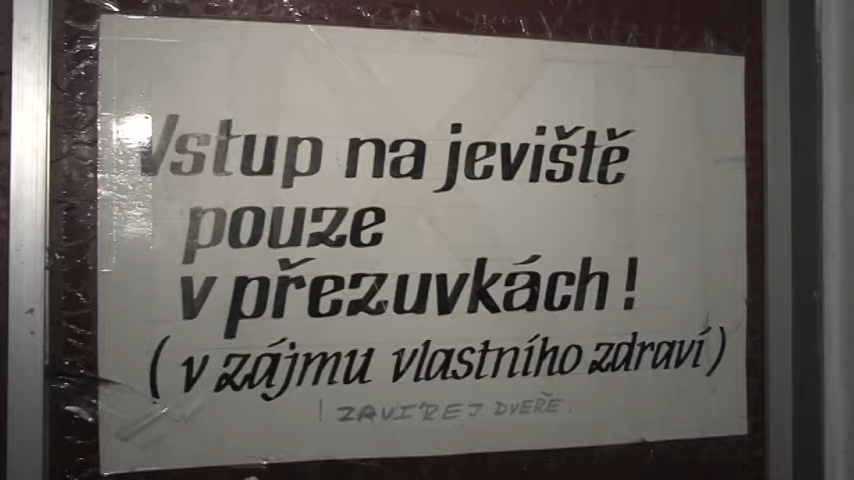 Vstup na jeviště
pouze
v přezuvkách!
(v zájmu vlastního zdraví)
! ZAVÍREJ DVEŘE.